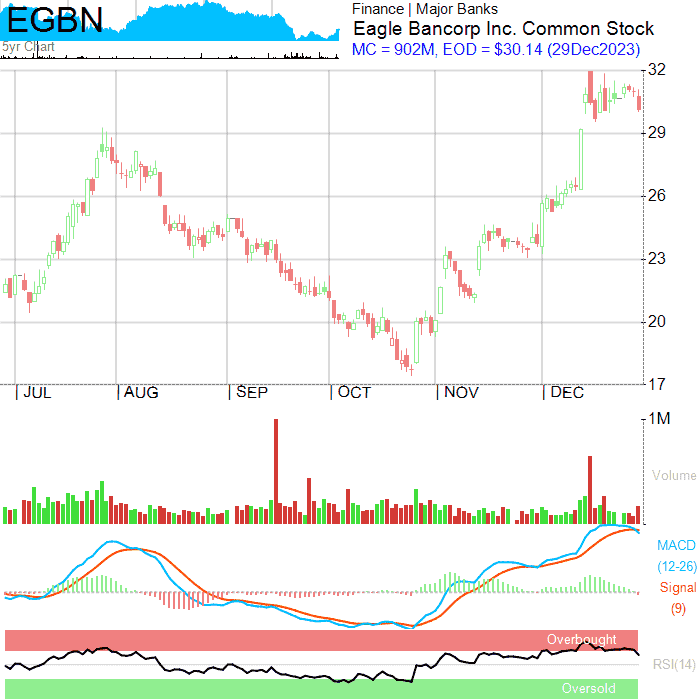 EGBN
5yr Chart
Finance | Major Banks
Eagle Bancorp Inc. Common Stock
MC = 902M, EOD = $30.14 (29Dec2023)
32
29
26
23
20
17
JUL AUG SEP OCT NOV DEC
1M
Volume
MACD
(12-26)
Signal
(9)
Overbought
RSI(14)
Oversold